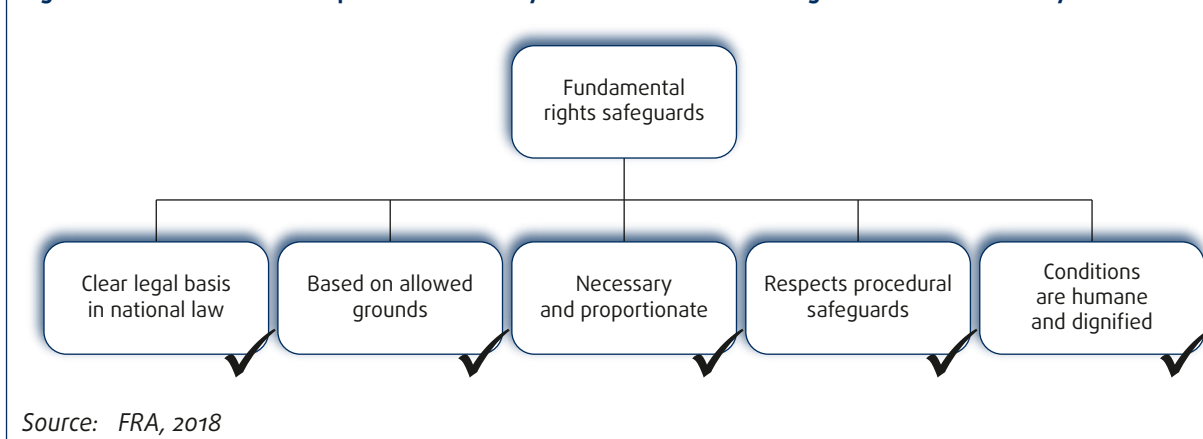 Fundamental
rights safeguards
Clear legal basis
in national law
Based on allowed
grounds
Necessary
and proportionate
Respects procedural
safeguards
Conditions
are humane
and dignified
Source: FRA, 2018